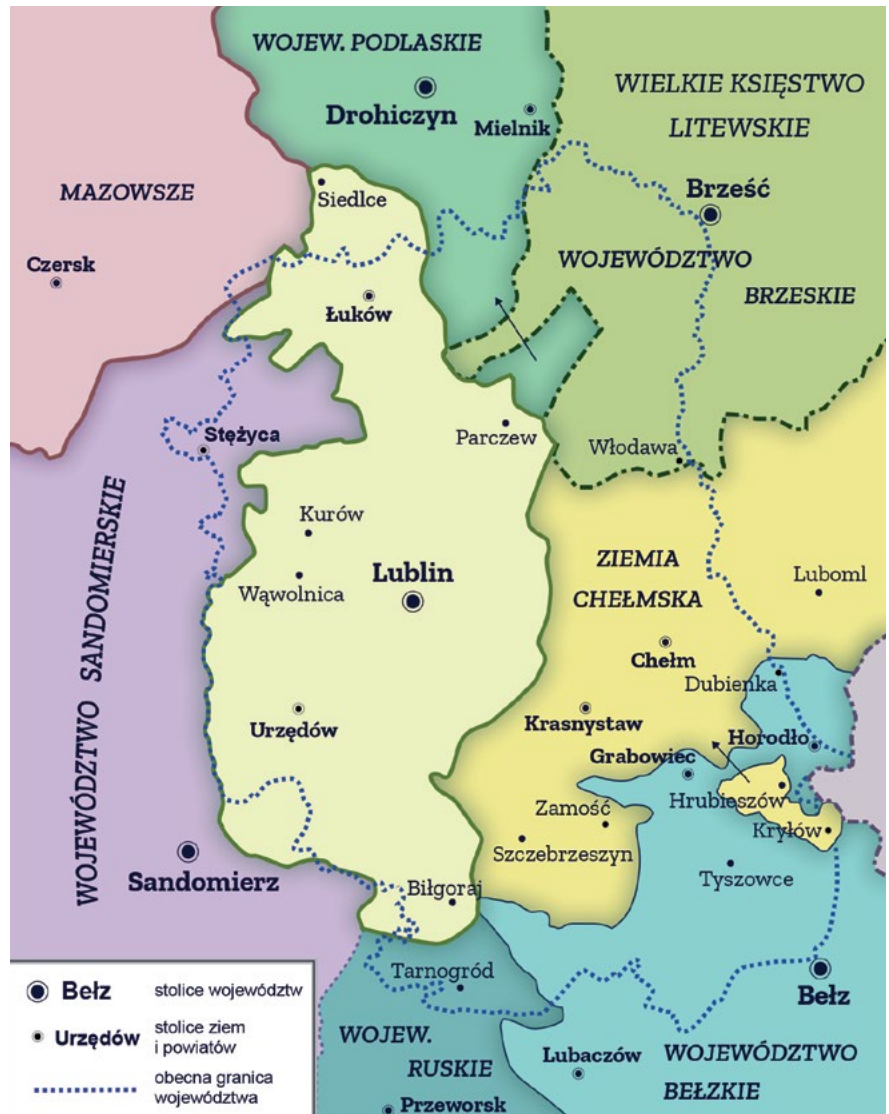 WOJEW. PODLASKIE
Drohiczyn
Mielnik
WIELKIE KSIĘSTWO
LITEWSKIE
MAZOWSZE
Siedlce
Brześć
Czersk
WOJEWÓDZTWO
BRZESKIE
Łuków
Stężyca
Parczew
Włodawa
WOJEWÓDZTWO SANDOMIERSKIE
Kurów
Wąwolnica
Lublin
ZIEMIA
CHEŁMSKA
Luboml
Chełm
Dubienka
Urzędów
Krasnystaw
Horodło
Grabowiec
Hrubieszów
Zamość
Kryłów
Szczebrzeszyn
Tyszowce
Sandomierz
Biłgoraj
Tarnogród
Bełz
WOJEW.
RUSKIE
Lubaczów
WOJEWÓDZTWO
BEŁZKIE
Przeworsk
Bełz stolice województw
Urzędów stolice ziem
i powiatów
obecna granica
województwa